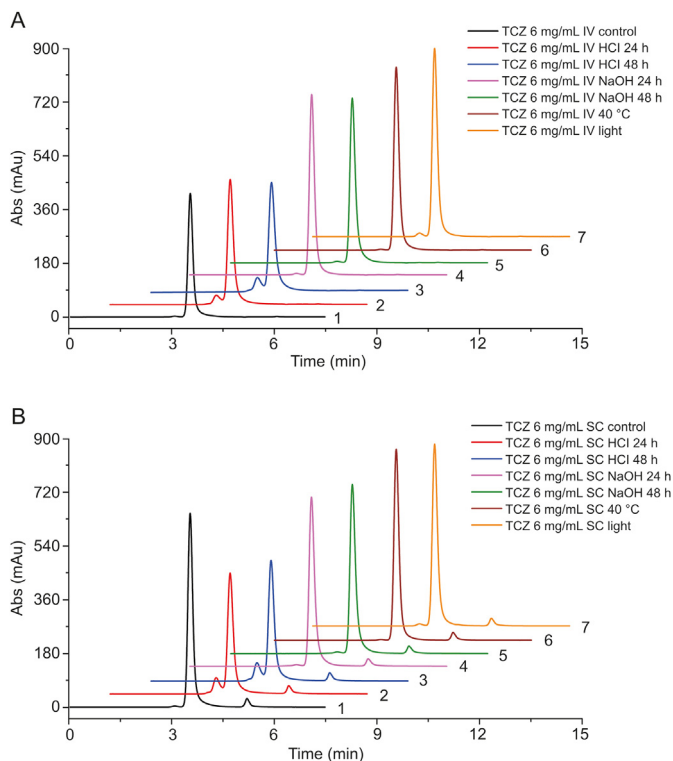 A
TCZ 6 mg/mL IV control
TCZ 6 mg/mL IV HCl 24 h
TCZ 6 mg/mL IV HCl 48 h
TCZ 6 mg/mL IV NaOH 24 h
TCZ 6 mg/mL IV NaOH 48 h
TCZ 6 mg/mL IV 40 °C
TCZ 6 mg/mL IV light
Abs (mAu)
900
720
540
360
180
0
7
6
5
4
3
2
1
0 3 6 9 12 15
Time (min)
B
TCZ 6 mg/mL SC control
TCZ 6 mg/mL SC HCl 24 h
TCZ 6 mg/mL SC HCl 48 h
TCZ 6 mg/mL SC NaOH 24 h
TCZ 6 mg/mL SC NaOH 48 h
TCZ 6 mg/mL SC 40 °C
TCZ 6 mg/mL SC light
Abs (mAu)
900
720
540
360
180
0
7
6
5
4
3
2
1
0 3 6 9 12 15
Time (min)